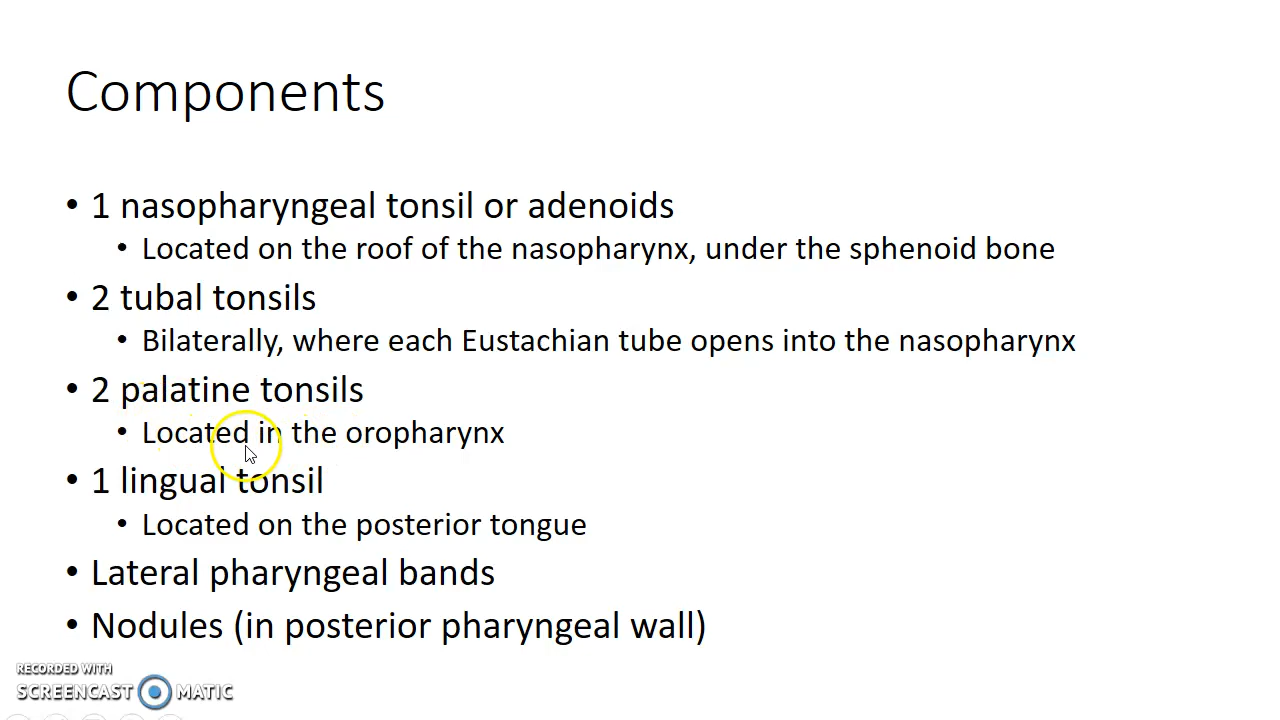 Components
• 1 nasopharyngeal tonsil or adenoids
• Located on the roof of the nasopharynx, under the sphenoid bone
• 2 tubal tonsils
• Bilaterally, where each Eustachian tube opens into the nasopharynx
• 2 palatine tonsils
• Located in the oropharynx
• 1 lingual tonsil
• Located on the posterior tongue
• Lateral pharyngeal bands
• Nodules (in posterior pharyngeal wall)
RECORDED WITH
SCREENCAST MATIC